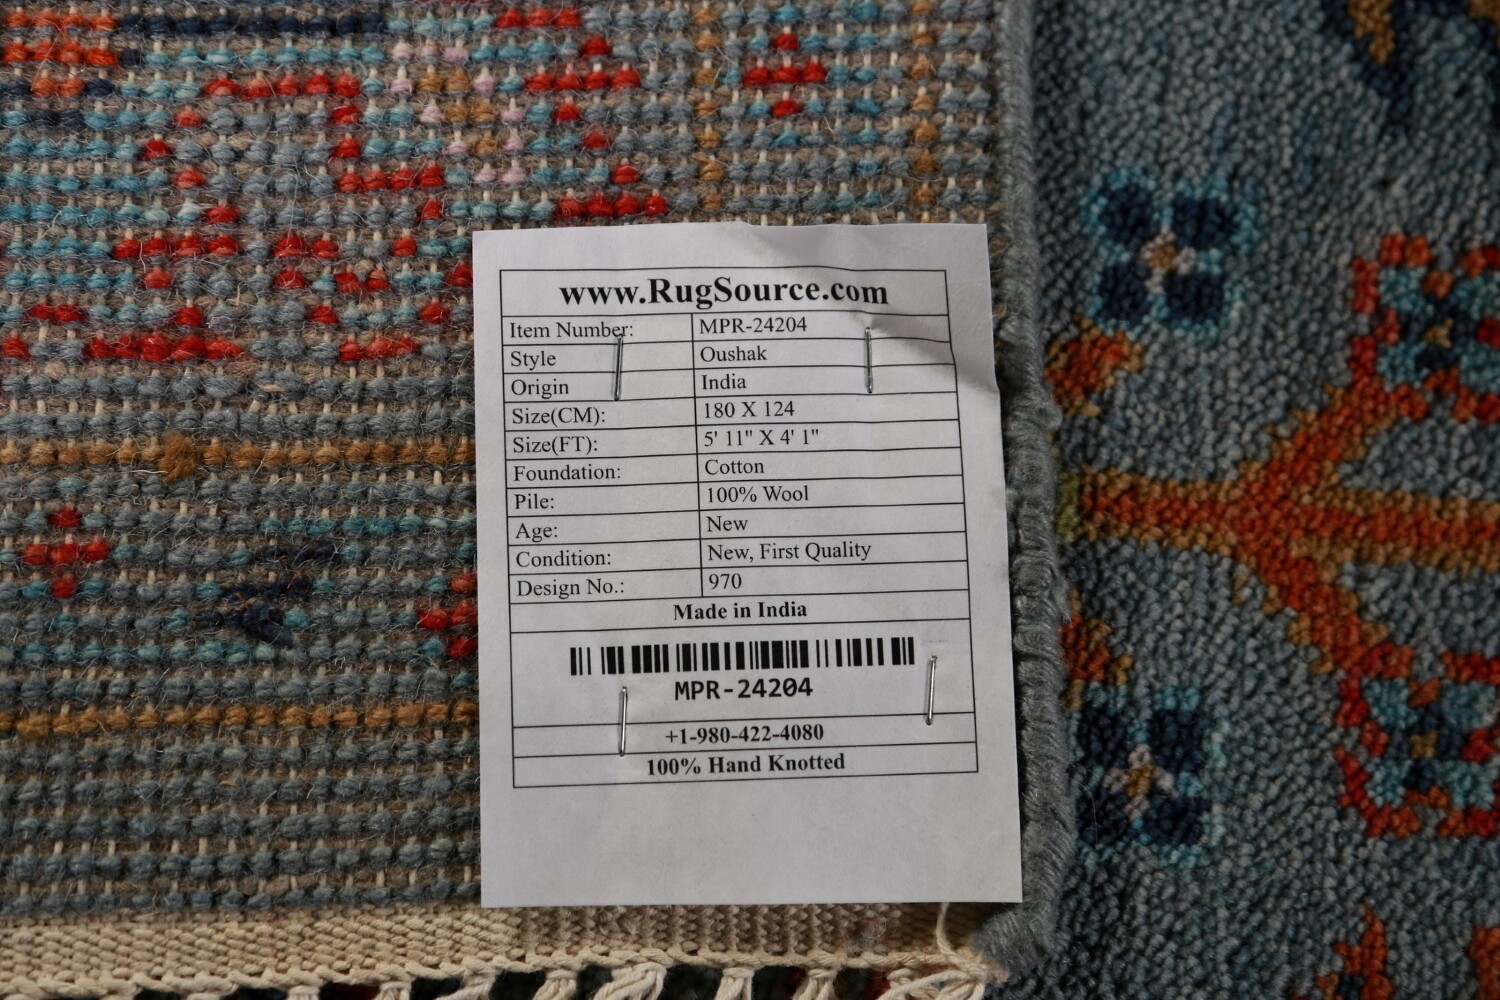 www.RugSource.com
Item Number: MPR-24204
Style Oushak
Origin India
Size(CM): 180 X 124
Size(FT): 5' 11" X 4' 1"
Foundation: Cotton
Pile: 100% Wool
Age: New
Condition: New, First Quality
Design No.: 970
Made in India
MPR-24204
+1-980-422-4080
100% Hand Knotted